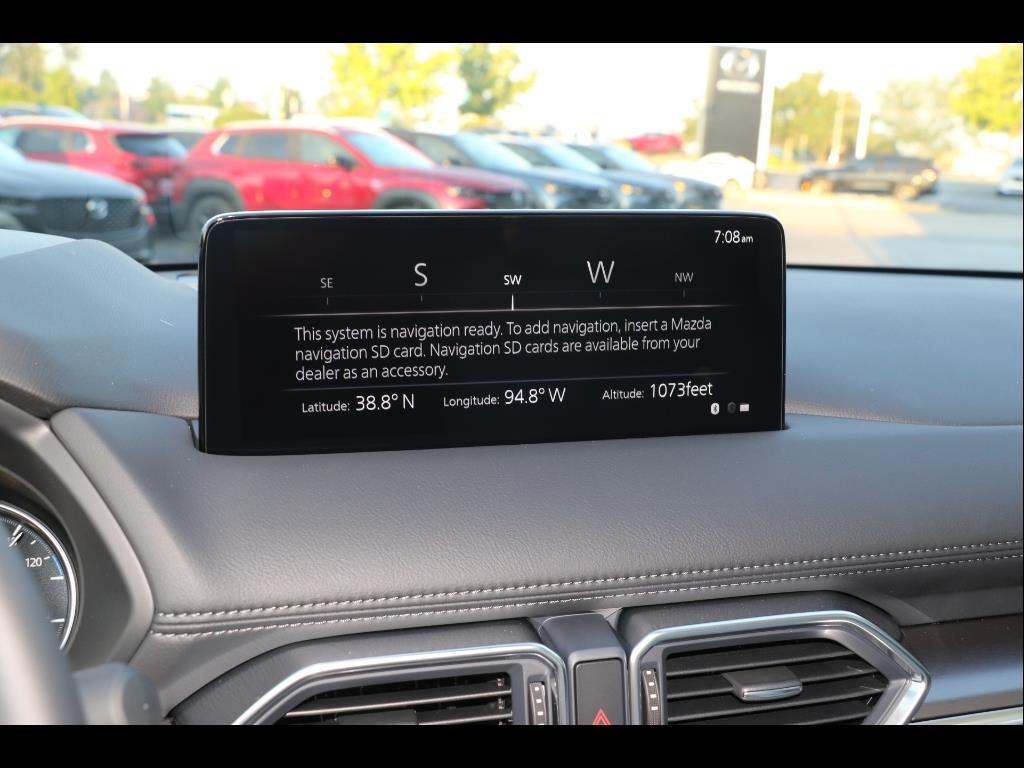 7:08am
SE S SW W NW
This system is navigation ready. To add navigation, insert a Mazda
navigation SD card. Navigation SD cards are available from your
dealer as an accessory.
Latitude: 38.8° N Longitude: 94.8° W Altitude: 1073feet
120